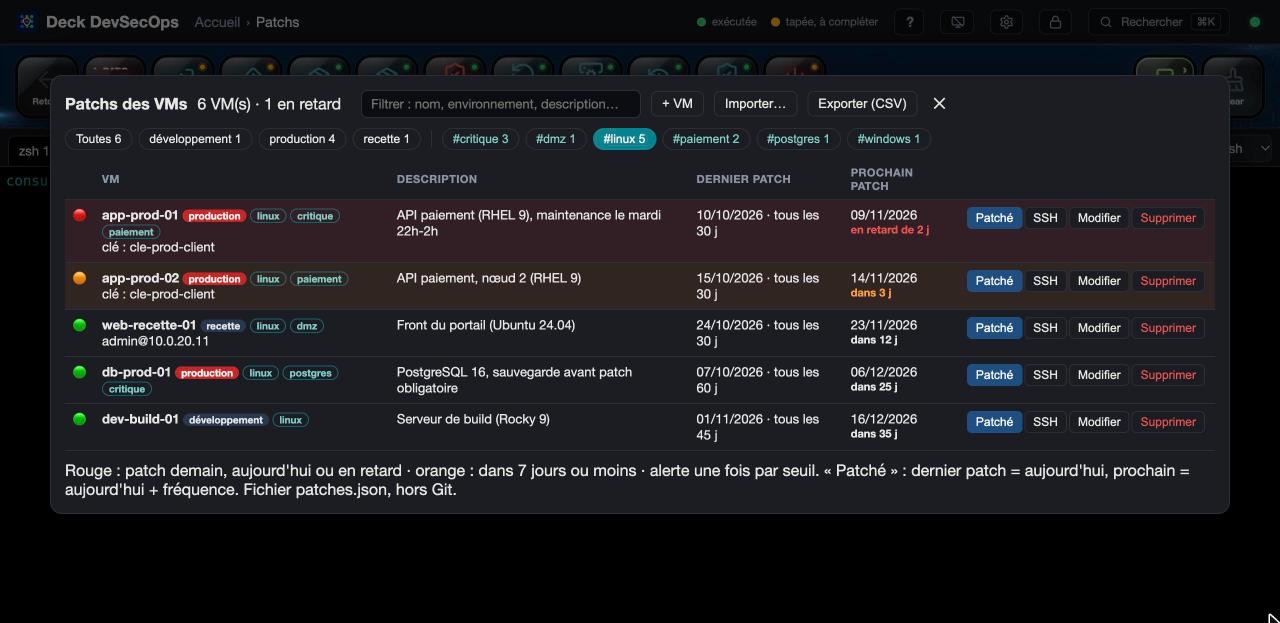 Deck DevSecOps Accueil › Patchs exécutée tapée, à compléter ? Rechercher ⌘K
Patchs des VMs 6 VM(s) · 1 en retard Filtrer : nom, environnement, description… + VM Importer… Exporter (CSV) ✕
Toutes 6 développement 1 production 4 recette 1 #critique 3 #dmz 1 #linux 5 #paiement 2 #postgres 1 #windows 1
zsh 1
VM DESCRIPTION DERNIER PATCH PROCHAIN PATCH
app-prod-01 production linux critique API paiement (RHEL 9), maintenance le mardi 10/10/2026 · tous les 09/11/2026 Patché SSH Modifier Supprimer
paiement 22h-2h 30 j en retard de 2 j
clé : cle-prod-client
app-prod-02 production linux paiement API paiement, nœud 2 (RHEL 9) 15/10/2026 · tous les 14/11/2026 Patché SSH Modifier Supprimer
clé : cle-prod-client 30 j dans 3 j
web-recette-01 recette linux dmz Front du portail (Ubuntu 24.04) 24/10/2026 · tous les 23/11/2026 Patché SSH Modifier Supprimer
admin@10.0.20.11 30 j dans 12 j
db-prod-01 production linux postgres PostgreSQL 16, sauvegarde avant patch 07/10/2026 · tous les 06/12/2026 Patché SSH Modifier Supprimer
critique obligatoire 60 j dans 25 j
dev-build-01 développement linux Serveur de build (Rocky 9) 01/11/2026 · tous les 16/12/2026 Patché SSH Modifier Supprimer
45 j dans 35 j
Rouge : patch demain, aujourd'hui ou en retard · orange : dans 7 jours ou moins · alerte une fois par seuil. « Patché » : dernier patch = aujourd'hui, prochain =
aujourd'hui + fréquence. Fichier patches.json, hors Git.